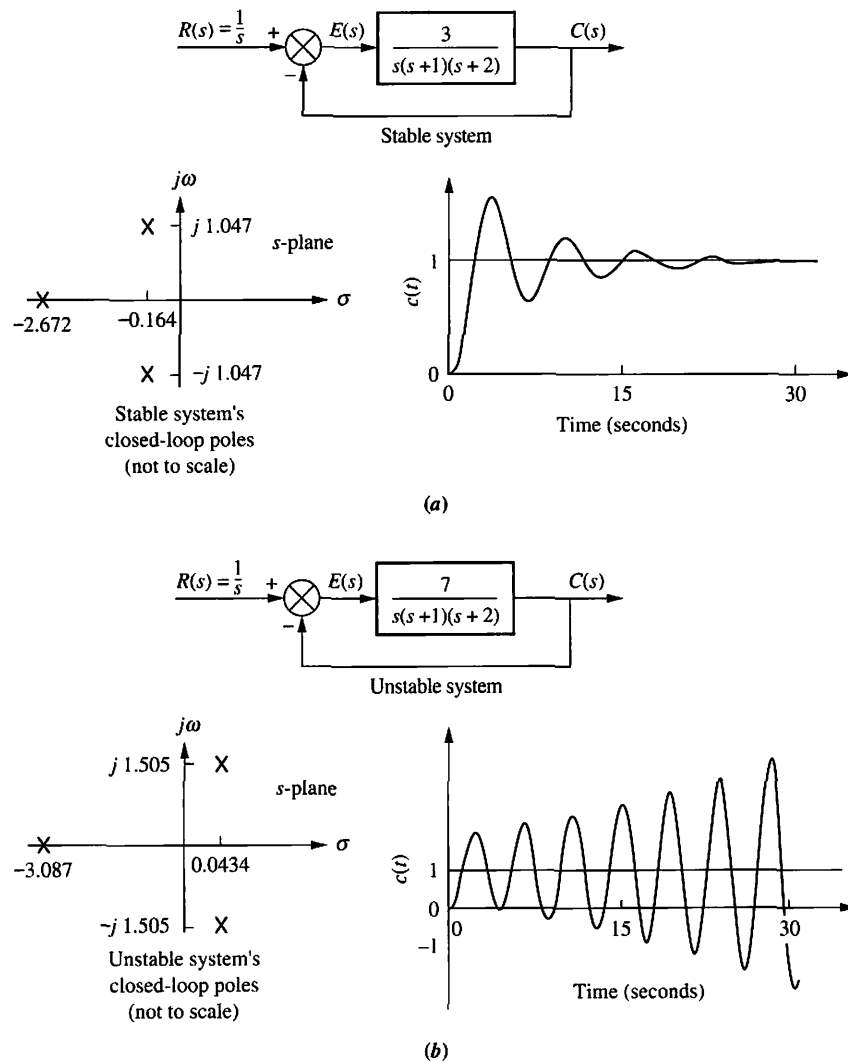 R(s) = 1/s
+
−
E(s)
3
s(s+1)(s+2)
C(s)
Stable system
jω
j 1.047
s-plane
σ
−2.672
−0.164
−j 1.047
Stable system's
closed-loop poles
(not to scale)
c(t)
1
0
0
15
30
Time (seconds)
(a)
R(s) = 1/s
+
−
E(s)
7
s(s+1)(s+2)
C(s)
Unstable system
jω
j 1.505
s-plane
σ
−3.087
0.0434
−j 1.505
Unstable system's
closed-loop poles
(not to scale)
c(t)
1
0
−1
0
15
30
Time (seconds)
(b)